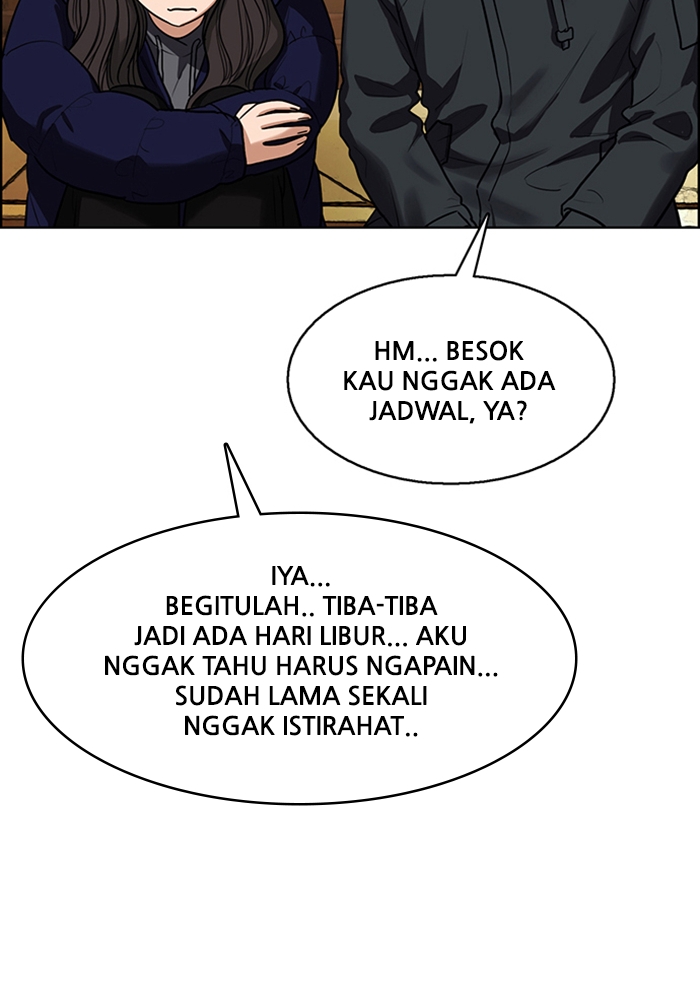 HM... BESOK
KAU NGGAK ADA
JADWAL, YA?
IYA...
BEGITULAH.. TIBA-TIBA
JADI ADA HARI LIBUR... AKU
NGGAK TAHU HARUS NGAPAIN...
SUDAH LAMA SEKALI
NGGAK ISTIRAHAT..